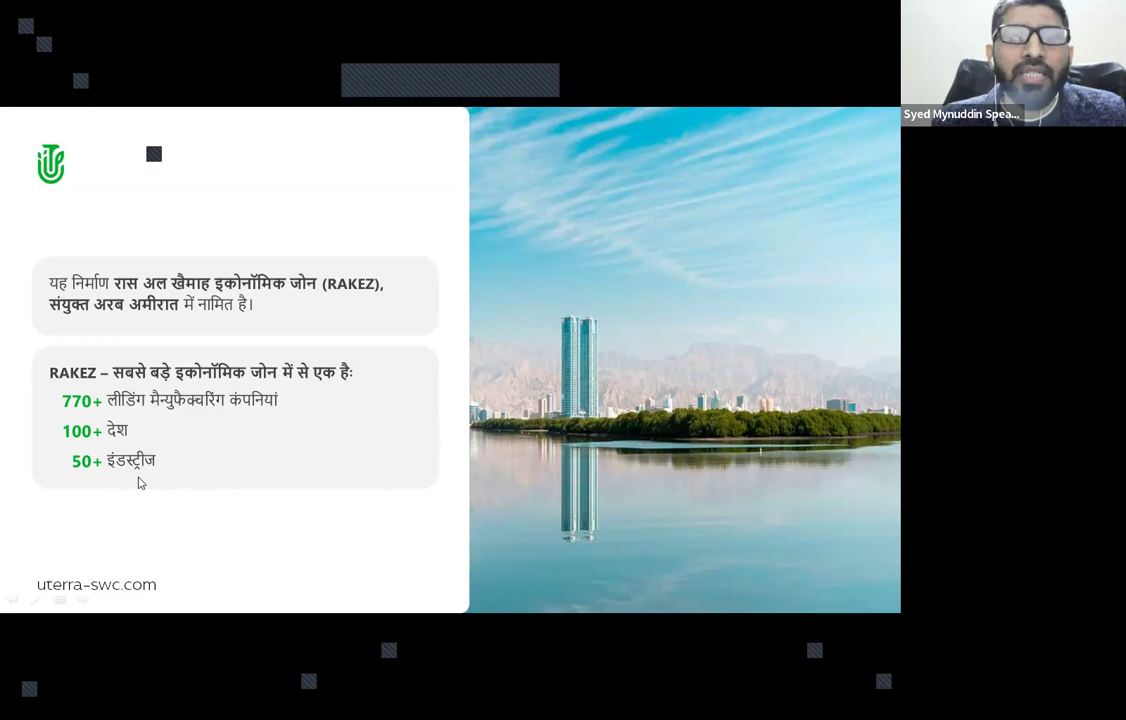 Syed Mynuddin Spea...
यह निर्माण रास अल खैमाह इकोनॉमिक जोन (RAKEZ),
संयुक्त अरब अमीरात में नामित है।
RAKEZ – सबसे बड़े इकोनॉमिक जोन में से एक है:
770+ लीडिंग मैन्युफैक्चरिंग कंपनियां
100+ देश
50+ इंडस्ट्रीज
uterra-swc.com